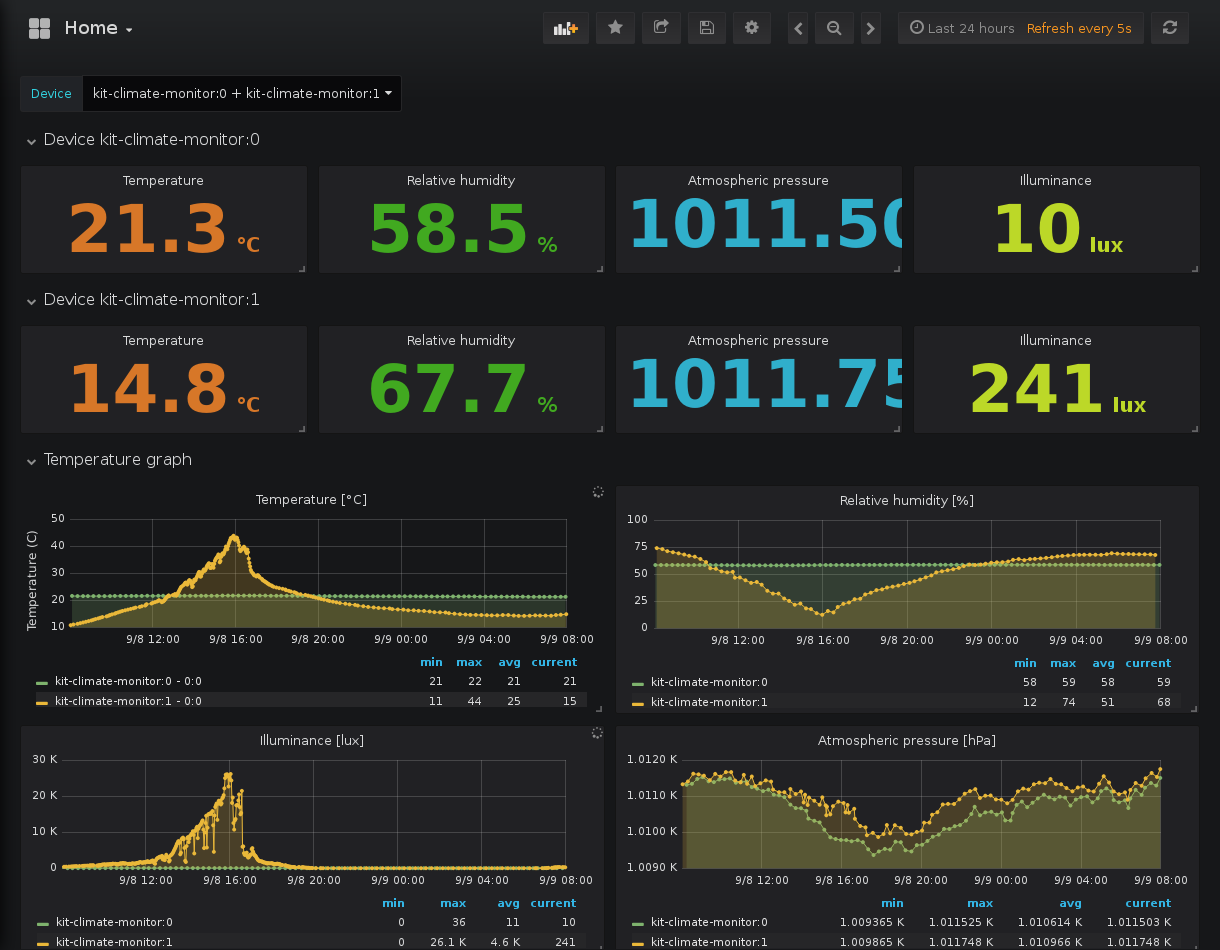 Home
Last 24 hours Refresh every 5s
Device kit-climate-monitor:0 + kit-climate-monitor:1
Device kit-climate-monitor:0
Temperature
21.3 °C
Relative humidity
58.5 %
Atmospheric pressure
1011.50
Illuminance
10 lux
Device kit-climate-monitor:1
Temperature
14.8 °C
Relative humidity
67.7 %
Atmospheric pressure
1011.75
Illuminance
241 lux
Temperature graph
Temperature [°C]
Temperature (C)
50
40
30
20
10
9/8 12:00 9/8 16:00 9/8 20:00 9/9 00:00 9/9 04:00 9/9 08:00
min max avg current
kit-climate-monitor:0 - 0:0 21 22 21 21
kit-climate-monitor:1 - 0:0 11 44 25 15
Relative humidity [%]
100
75
50
25
0
9/8 12:00 9/8 16:00 9/8 20:00 9/9 00:00 9/9 04:00 9/9 08:00
min max avg current
kit-climate-monitor:0 58 59 58 59
kit-climate-monitor:1 12 74 51 68
Illuminance [lux]
30 K
20 K
10 K
0
9/8 12:00 9/8 16:00 9/8 20:00 9/9 00:00 9/9 04:00 9/9 08:00
min max avg current
kit-climate-monitor:0 0 36 11 10
kit-climate-monitor:1 0 26.1 K 4.6 K 241
Atmospheric pressure [hPa]
1.0120 K
1.0110 K
1.0100 K
1.0090 K
9/8 12:00 9/8 16:00 9/8 20:00 9/9 00:00 9/9 04:00 9/9 08:00
min max avg current
kit-climate-monitor:0 1.009365 K 1.011525 K 1.010614 K 1.011503 K
kit-climate-monitor:1 1.009865 K 1.011748 K 1.010966 K 1.011748 K